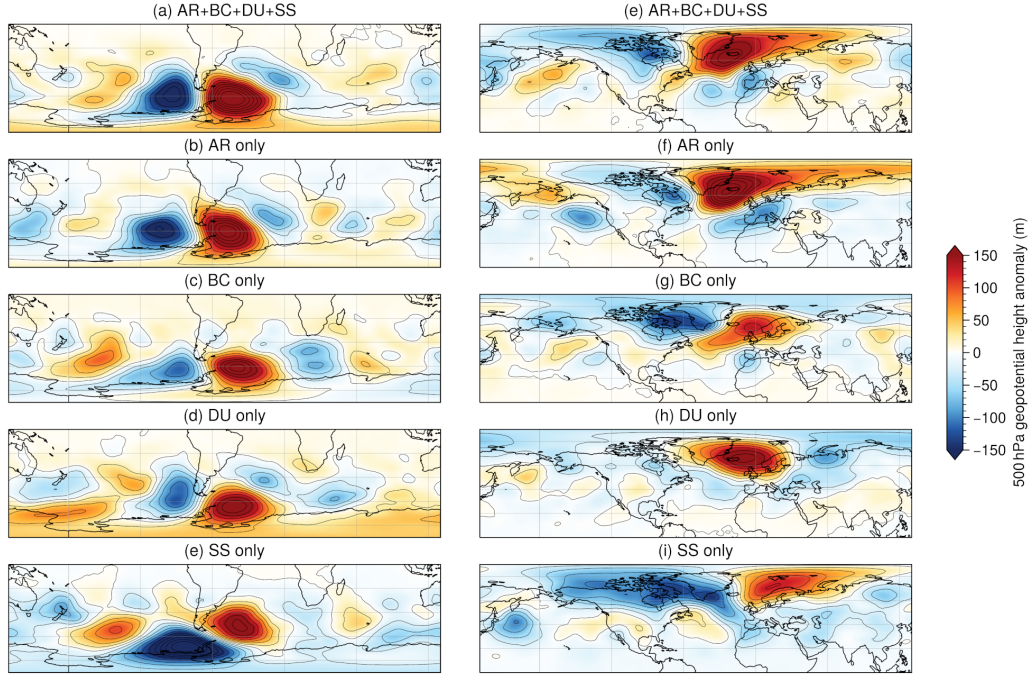 (a) AR+BC+DU+SS
(b) AR only
(c) BC only
(d) DU only
(e) SS only
(e) AR+BC+DU+SS
(f) AR only
(g) BC only
(h) DU only
(i) SS only
150
100
50
0
−50
−100
−150
500 hPa geopotential height anomaly (m)